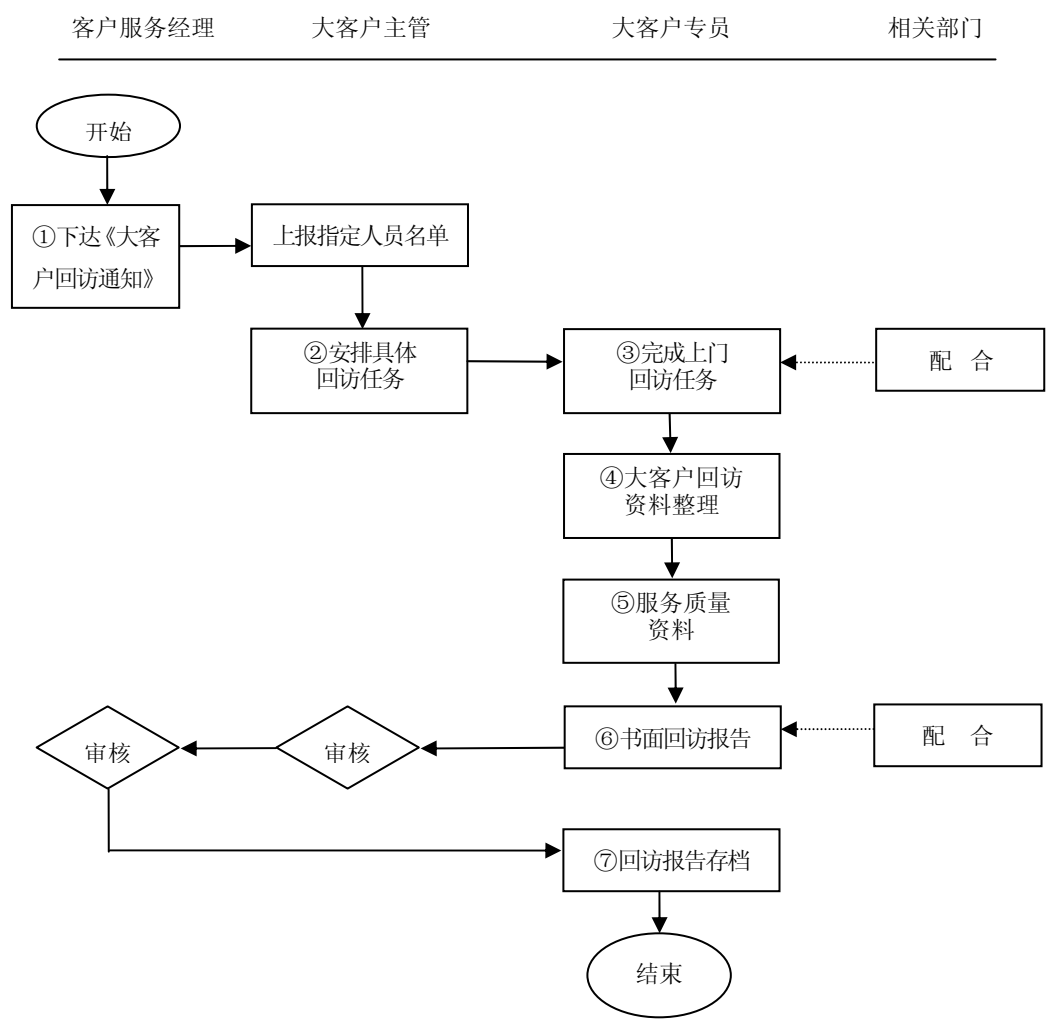 客户服务经理
大客户主管
大客户专员
相关部门
开始
①下达《大客
户回访通知》
上报指定人员名单
②安排具体
回访任务
③完成上门
回访任务
配 合
④大客户回访
资料整理
⑤服务质量
资料
审核
审核
⑥书面回访报告
配 合
⑦回访报告存档
结束